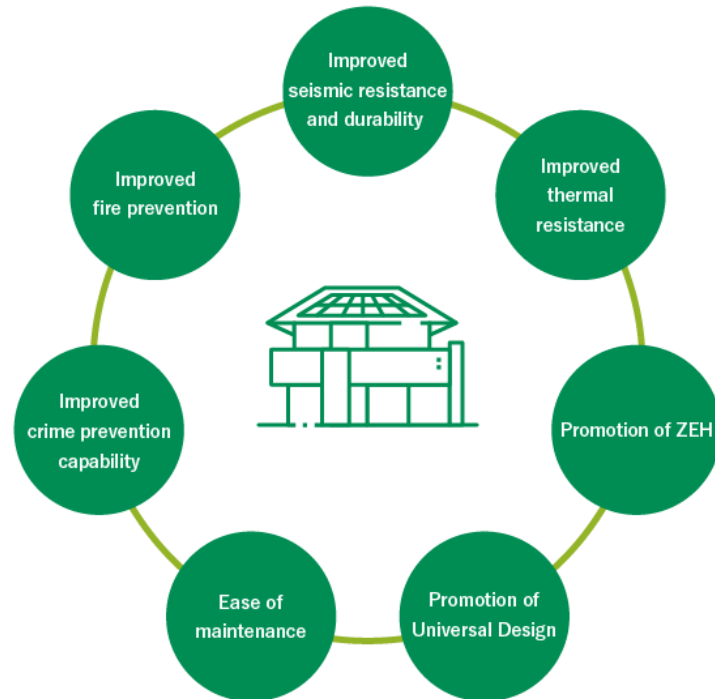 Improved
seismic resistance
and durability
Improved
thermal
resistance
Promotion of ZEH
Promotion of
Universal Design
Ease of
maintenance
Improved
crime prevention
capability
Improved
fire prevention